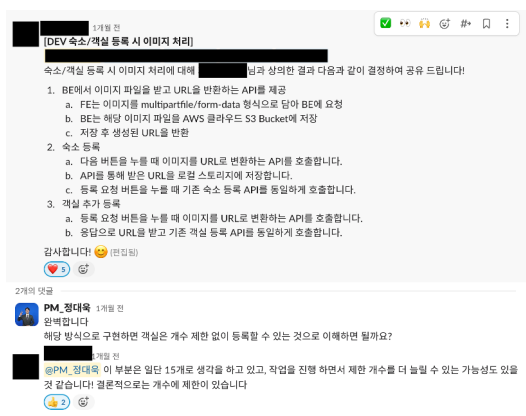 1개월 전
[DEV 숙소/객실 등록 시 이미지 처리]
숙소/객실 등록 시 이미지 처리에 대해 님과 상의한 결과 다음과 같이 결정하여 공유 드립니다!
1. BE에서 이미지 파일을 받고 URL을 반환하는 API를 제공
a. FE는 이미지를 multipartfile/form-data 형식으로 담아 BE에 요청
b. BE는 해당 이미지 파일을 AWS 클라우드 S3 Bucket에 저장
c. 저장 후 생성된 URL을 반환
2. 숙소 등록
a. 다음 버튼을 누를 때 이미지를 URL로 변환하는 API를 호출합니다.
b. API를 통해 받은 URL을 로컬 스토리지에 저장합니다.
c. 등록 요청 버튼을 누를 때 기존 숙소 등록 API를 동일하게 호출합니다.
3. 객실 추가 등록
a. 등록 요청 버튼을 누를 때 이미지를 URL로 변환하는 API를 호출합니다.
b. 응답으로 URL을 받고 기존 객실 등록 API를 동일하게 호출합니다.
감사합니다! 😊 (편집됨)
❤️ 5
2개의 댓글
PM_정대욱 1개월 전
완벽합니다
해당 방식으로 구현하면 객실은 개수 제한 없이 등록할 수 있는 것으로 이해하면 될까요?
1개월 전
@PM_정대욱 이 부분은 일단 15개로 생각을 하고 있고, 작업을 진행 하면서 제한 개수를 더 늘릴 수 있는 가능성도 있을
것 같습니다! 결론적으로는 개수에 제한이 있습니다
👍 2